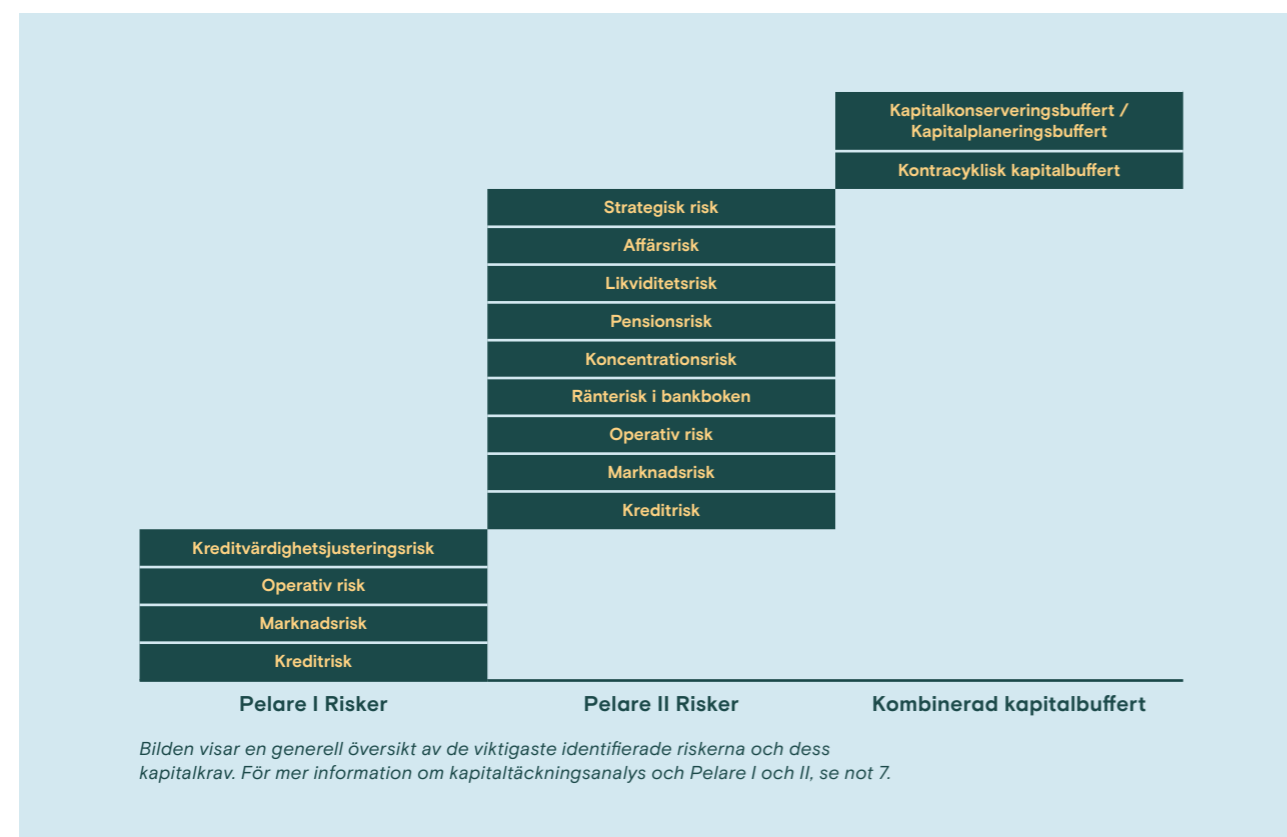 Kapitalkonserveringsbuffert /
Kapitalplaneringsbuffert
Kontracyklisk kapitalbuffert
Strategisk risk
Affärsrisk
Likviditetsrisk
Pensionsrisk
Koncentrationsrisk
Ränterisk i bankboken
Operativ risk
Marknadsrisk
Kreditrisk
Kreditvärdighetsjusteringsrisk
Operativ risk
Marknadsrisk
Kreditrisk
Pelare I Risker
Pelare II Risker
Kombinerad kapitalbuffert
Bilden visar en generell översikt av de viktigaste identifierade riskerna och dess
kapitalkrav. För mer information om kapitaltäckningsanalys och Pelare I och II, se not 7.